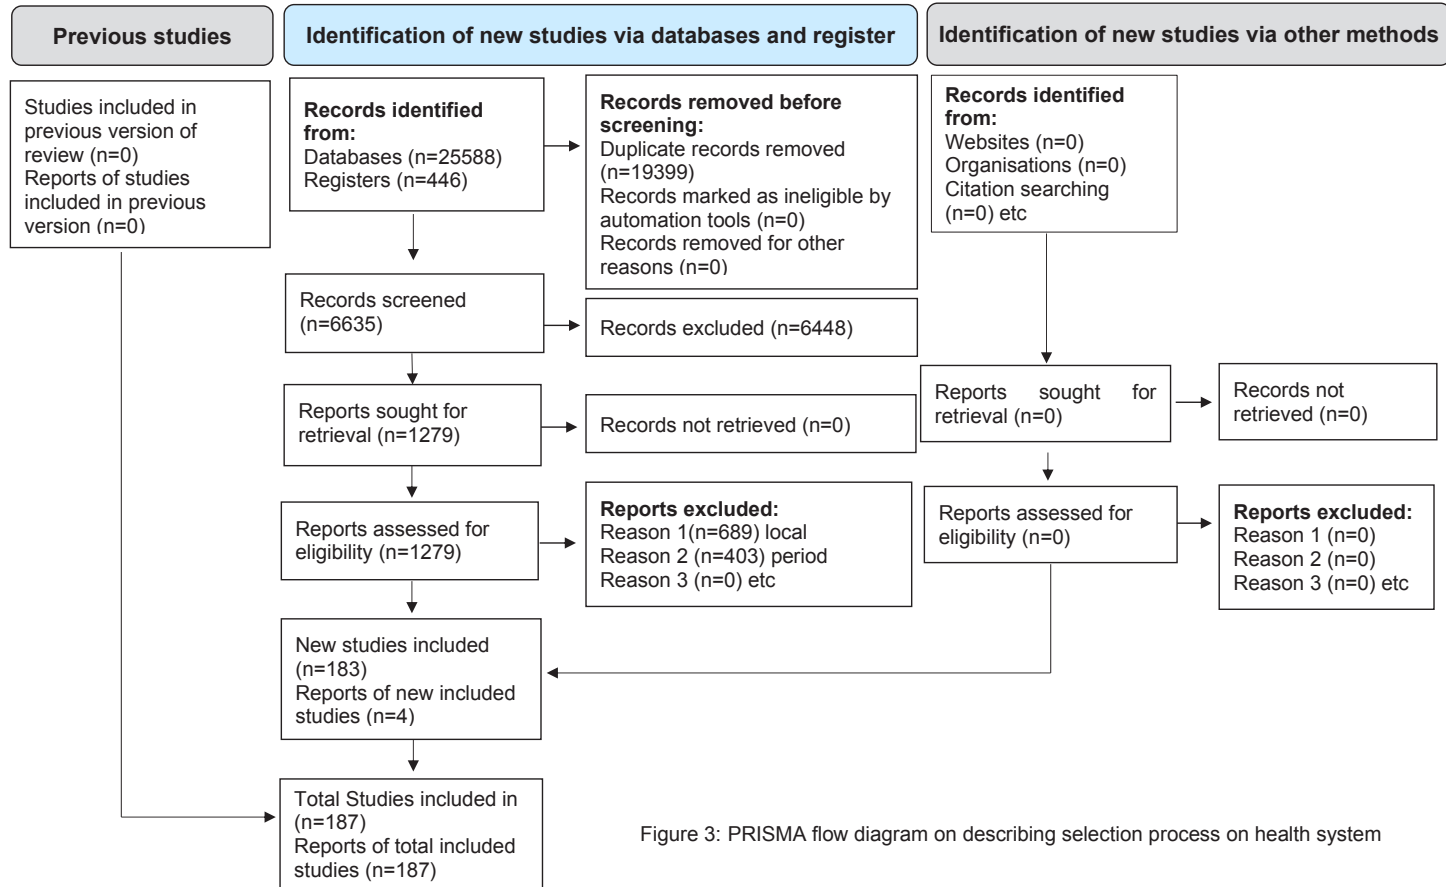 Previous studies
Identification of new studies via databases and register
Identification of new studies via other methods
Studies included in
previous version of
review (n=0)
Reports of studies
included in previous
version (n=0)
Records identified
from:
Databases (n=25588)
Registers (n=446)
Records removed before
screening:
Duplicate records removed
(n=19399)
Records marked as ineligible by
automation tools (n=0)
Records removed for other
reasons (n=0)
Records identified
from:
Websites (n=0)
Organisations (n=0)
Citation searching
(n=0) etc
Records screened
(n=6635)
Records excluded (n=6448)
Reports sought for
retrieval (n=1279)
Records not retrieved (n=0)
Reports sought for
retrieval (n=0)
Records not
retrieved (n=0)
Reports assessed for
eligibility (n=1279)
Reports excluded:
Reason 1(n=689) local
Reason 2 (n=403) period
Reason 3 (n=0) etc
Reports assessed for
eligibility (n=0)
Reports excluded:
Reason 1 (n=0)
Reason 2 (n=0)
Reason 3 (n=0) etc
New studies included
(n=183)
Reports of new included
studies (n=4)
Total Studies included in
(n=187)
Reports of total included
studies (n=187)
Figure 3: PRISMA flow diagram on describing selection process on health system